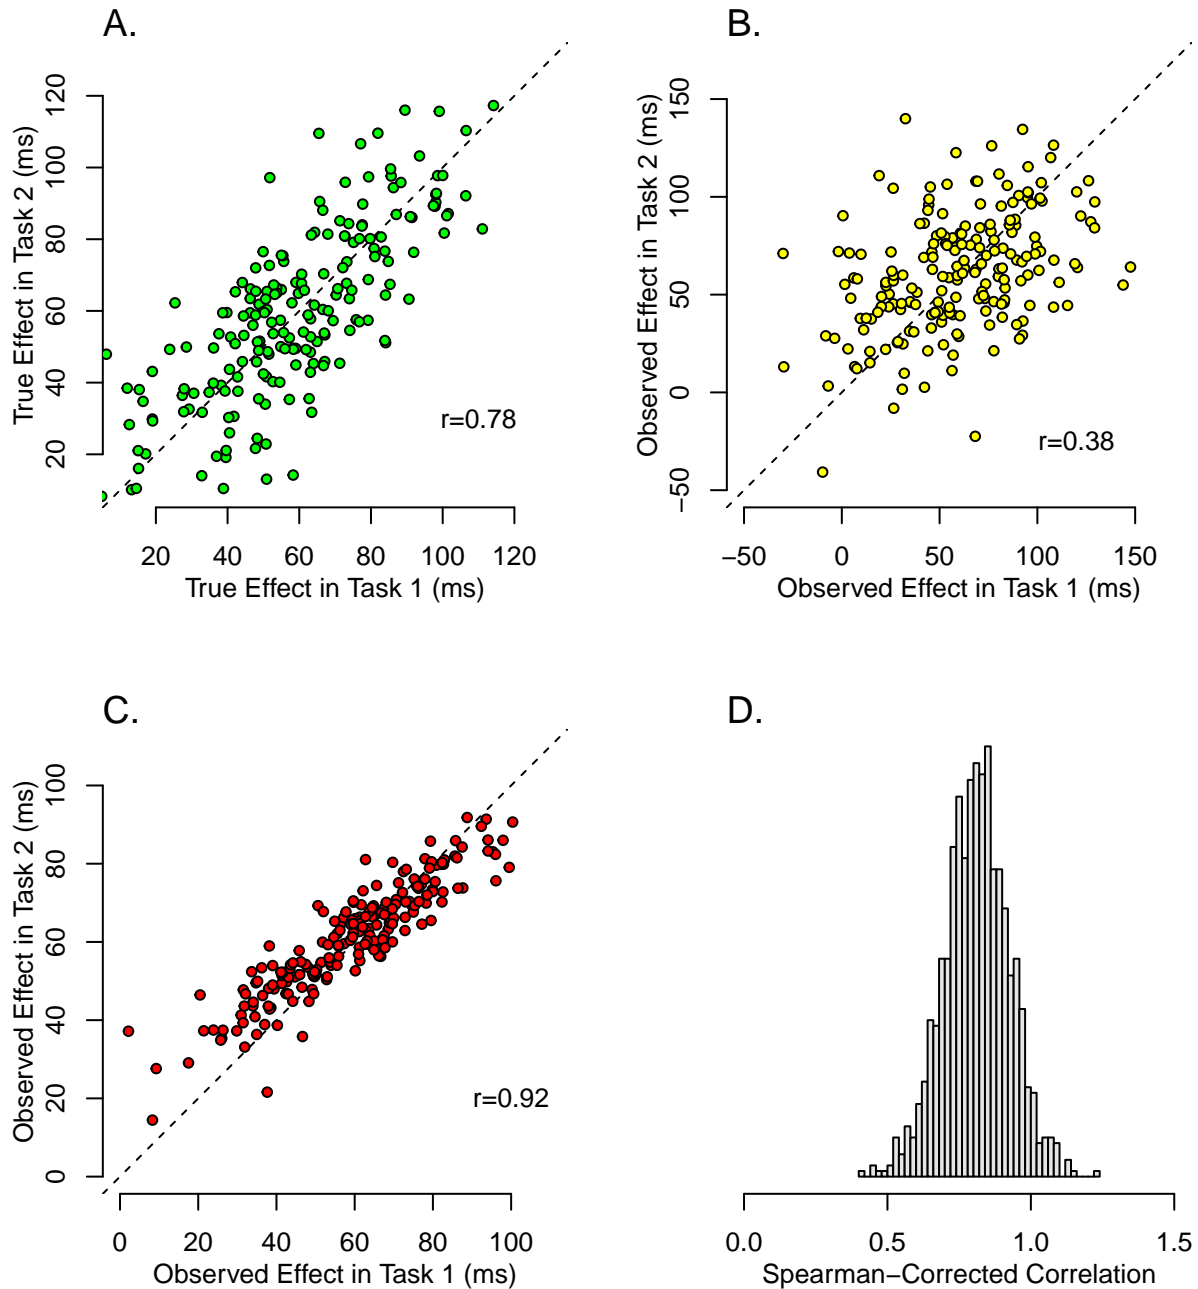 A.
True Effect in Task 2 (ms)
120
100
80
60
40
20
r=0.78
20 40 60 80 100 120
True Effect in Task 1 (ms)
B.
Observed Effect in Task 2 (ms)
150
100
50
0
−50
r=0.38
−50 0 50 100 150
Observed Effect in Task 1 (ms)
C.
Observed Effect in Task 2 (ms)
100
80
60
40
20
0
r=0.92
0 20 40 60 80 100
Observed Effect in Task 1 (ms)
D.
0.0 0.5 1.0 1.5
Spearman−Corrected Correlation